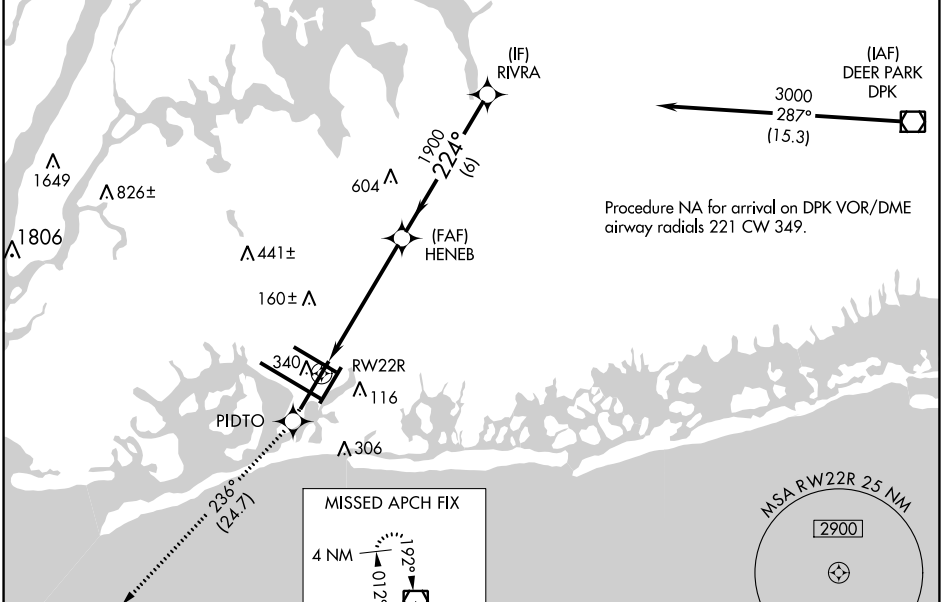 (IF)
RIVRA
(IAF)
DEER PARK
DPK
3000
287°
(15.3)
1900
224°
(6)
1649
826±
604
1806
441±
(FAF)
HENEB
Procedure NA for arrival on DPK VOR/DME
airway radials 221 CW 349.
160±
340
RW22R
116
PIDTO
306
236°
(24.7)
MISSED APCH FIX
4 NM
192°
012°
MSA RW22R 25 NM
2900